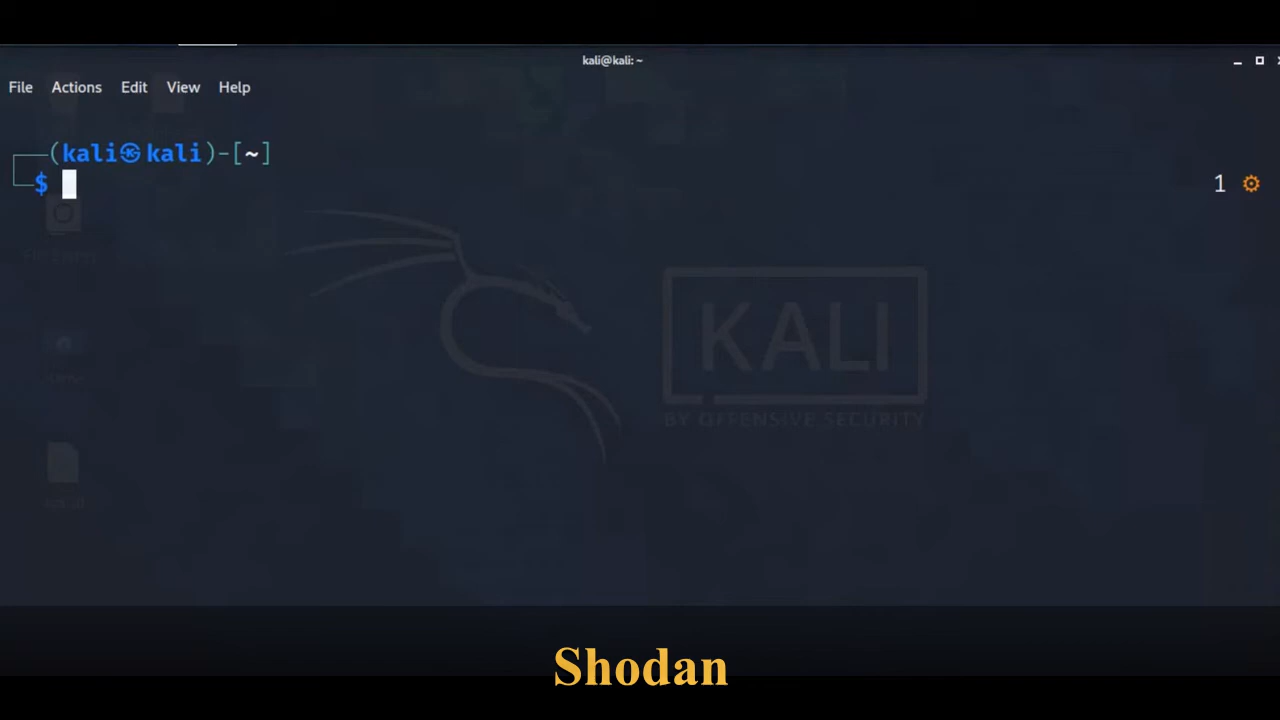 kali@kali: ~
File Actions Edit View Help
(kali㉿kali)-[~]
$
1
KALI
BY OFFENSIVE SECURITY
Shodan